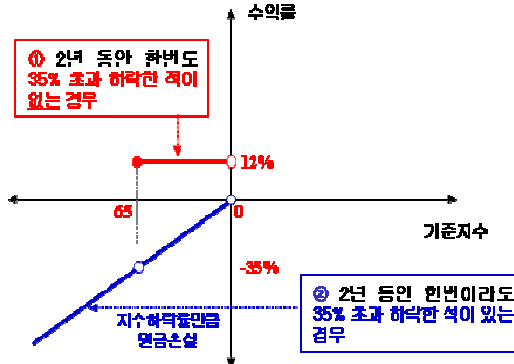 수익률
① 2년 동안 한번도
35% 초과 하락한 적이
없는 경우
12%
65
0
기준지수
-35%
② 2년 동안 한번이라도
35% 초과 하락한 적이 있는
경우
지수하락률만큼
원금손실